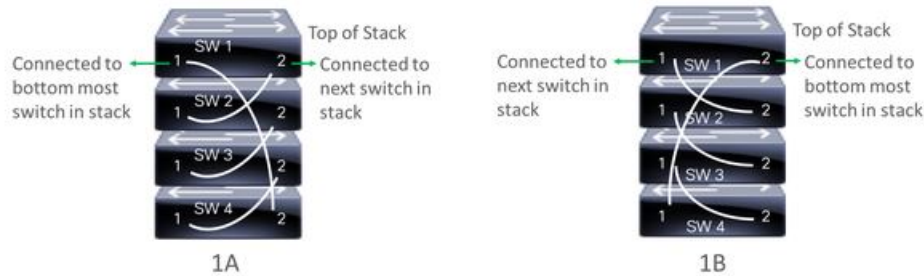 Top of Stack
Connected to
bottom most
switch in stack
SW 1
1
2
Connected to
next switch in
stack
SW 2
1
2
SW 3
1
2
SW 4
1
2
1A
Top of Stack
Connected to
next switch in
stack
1
SW 1
2
Connected to
bottom most
switch in stack
1
SW 2
2
1
SW 3
2
1
SW 4
2
1B